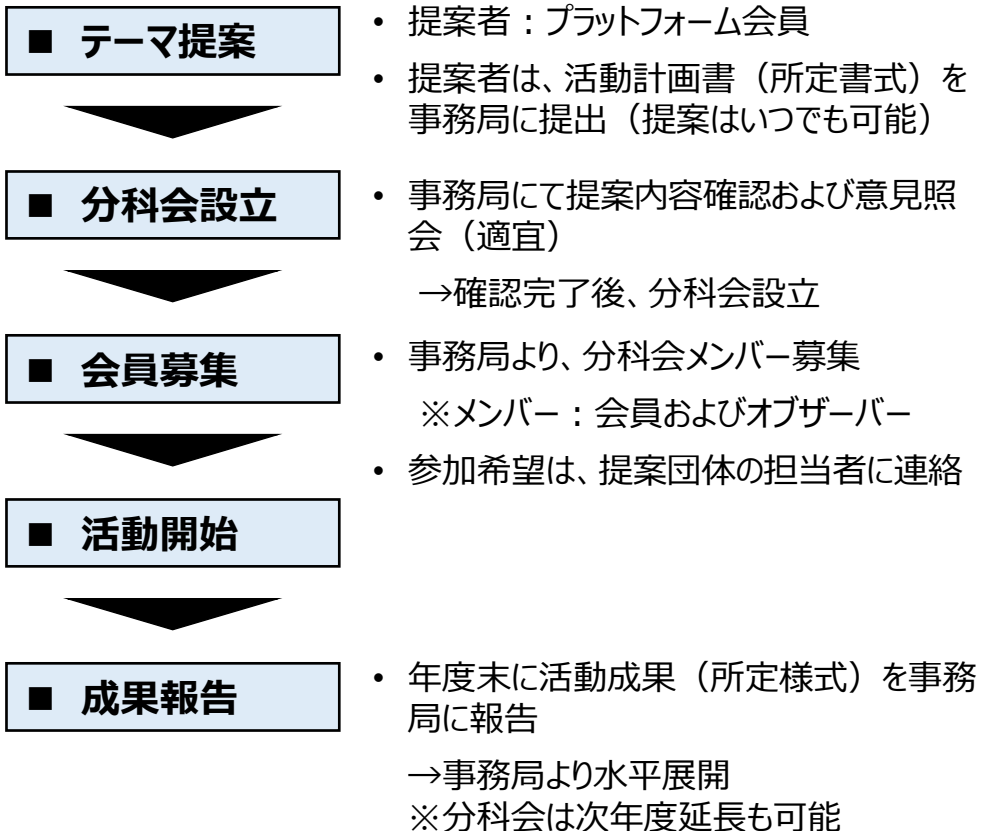 ■ テーマ提案
• 提案者：プラットフォーム会員
• 提案者は、活動計画書（所定書式）を
事務局に提出（提案はいつでも可能）
■ 分科会設立
• 事務局にて提案内容確認および意見照
会（適宜）
→確認完了後、分科会設立
■ 会員募集
• 事務局より、分科会メンバー募集
※メンバー：会員およびオブザーバー
• 参加希望は、提案団体の担当者に連絡
■ 活動開始
■ 成果報告
• 年度末に活動成果（所定様式）を事務
局に報告
→事務局より水平展開
※分科会は次年度延長も可能